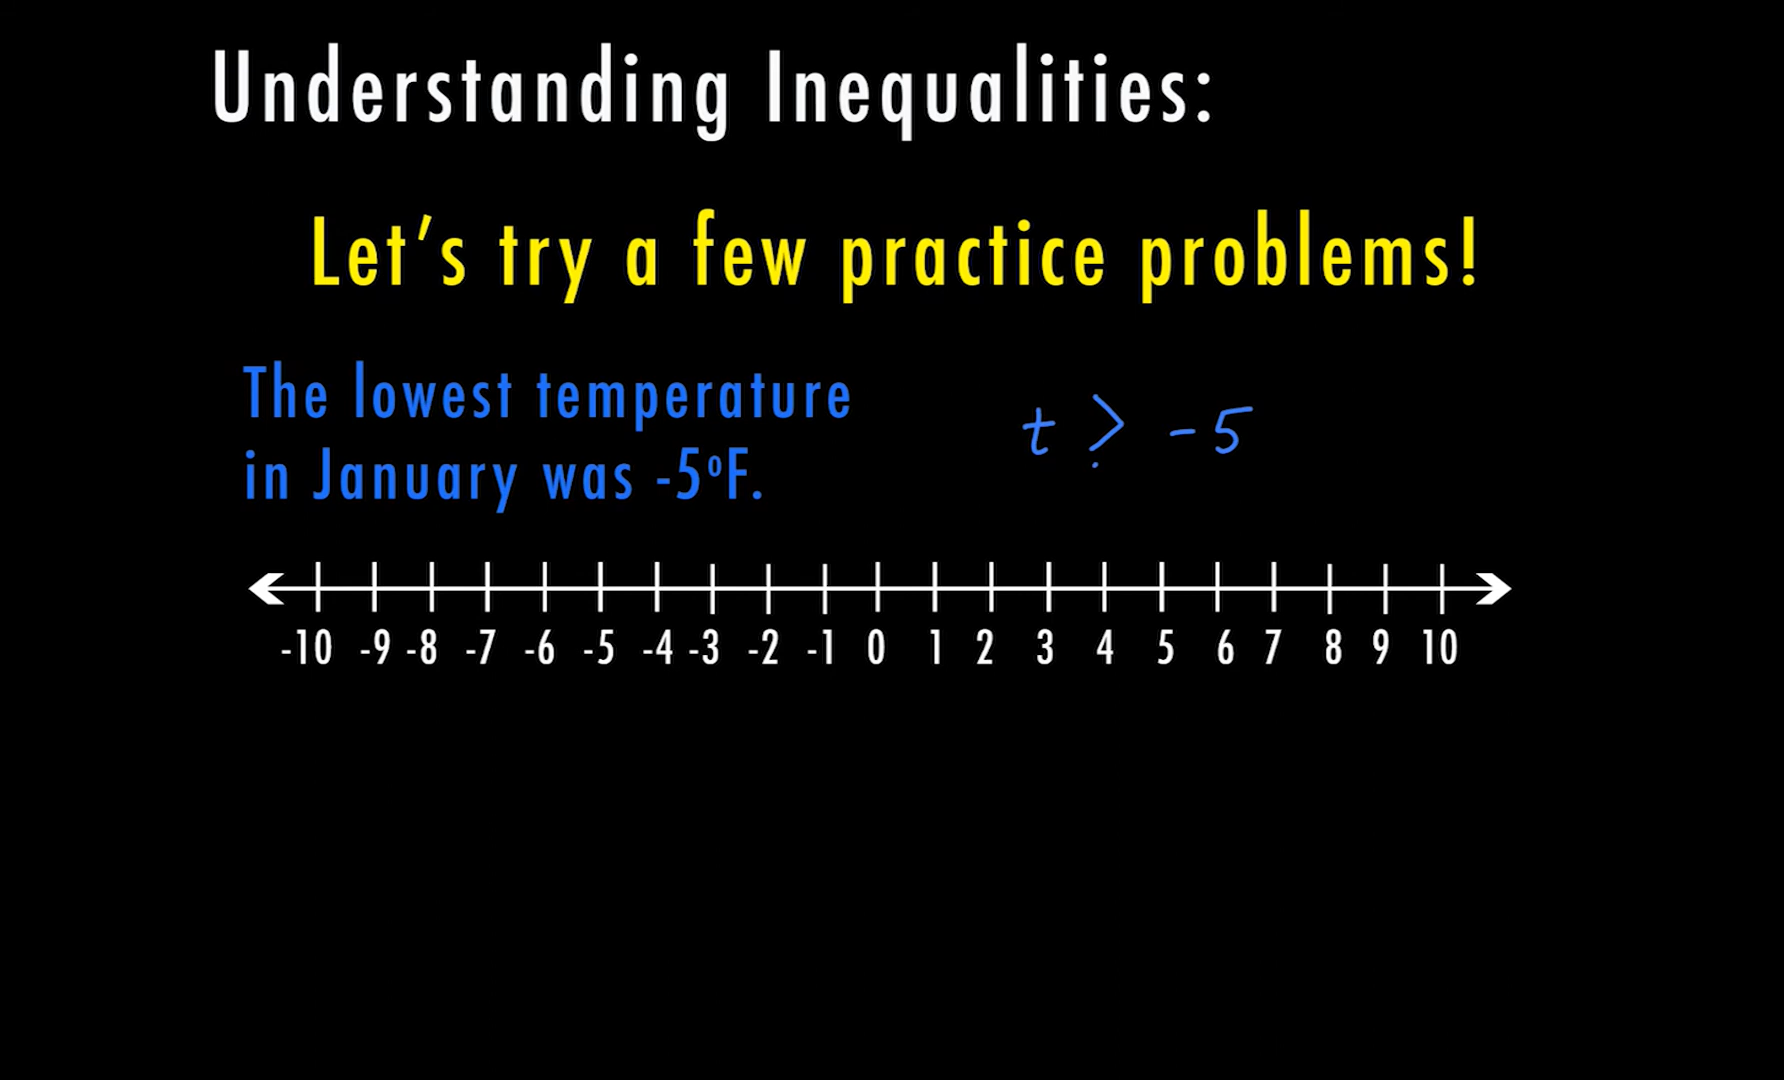 Understanding Inequalities:
Let's try a few practice problems!
The lowest temperature
in January was -5°F.
t > -5
-10 -9 -8 -7 -6 -5 -4 -3 -2 -1 0 1 2 3 4 5 6 7 8 9 10